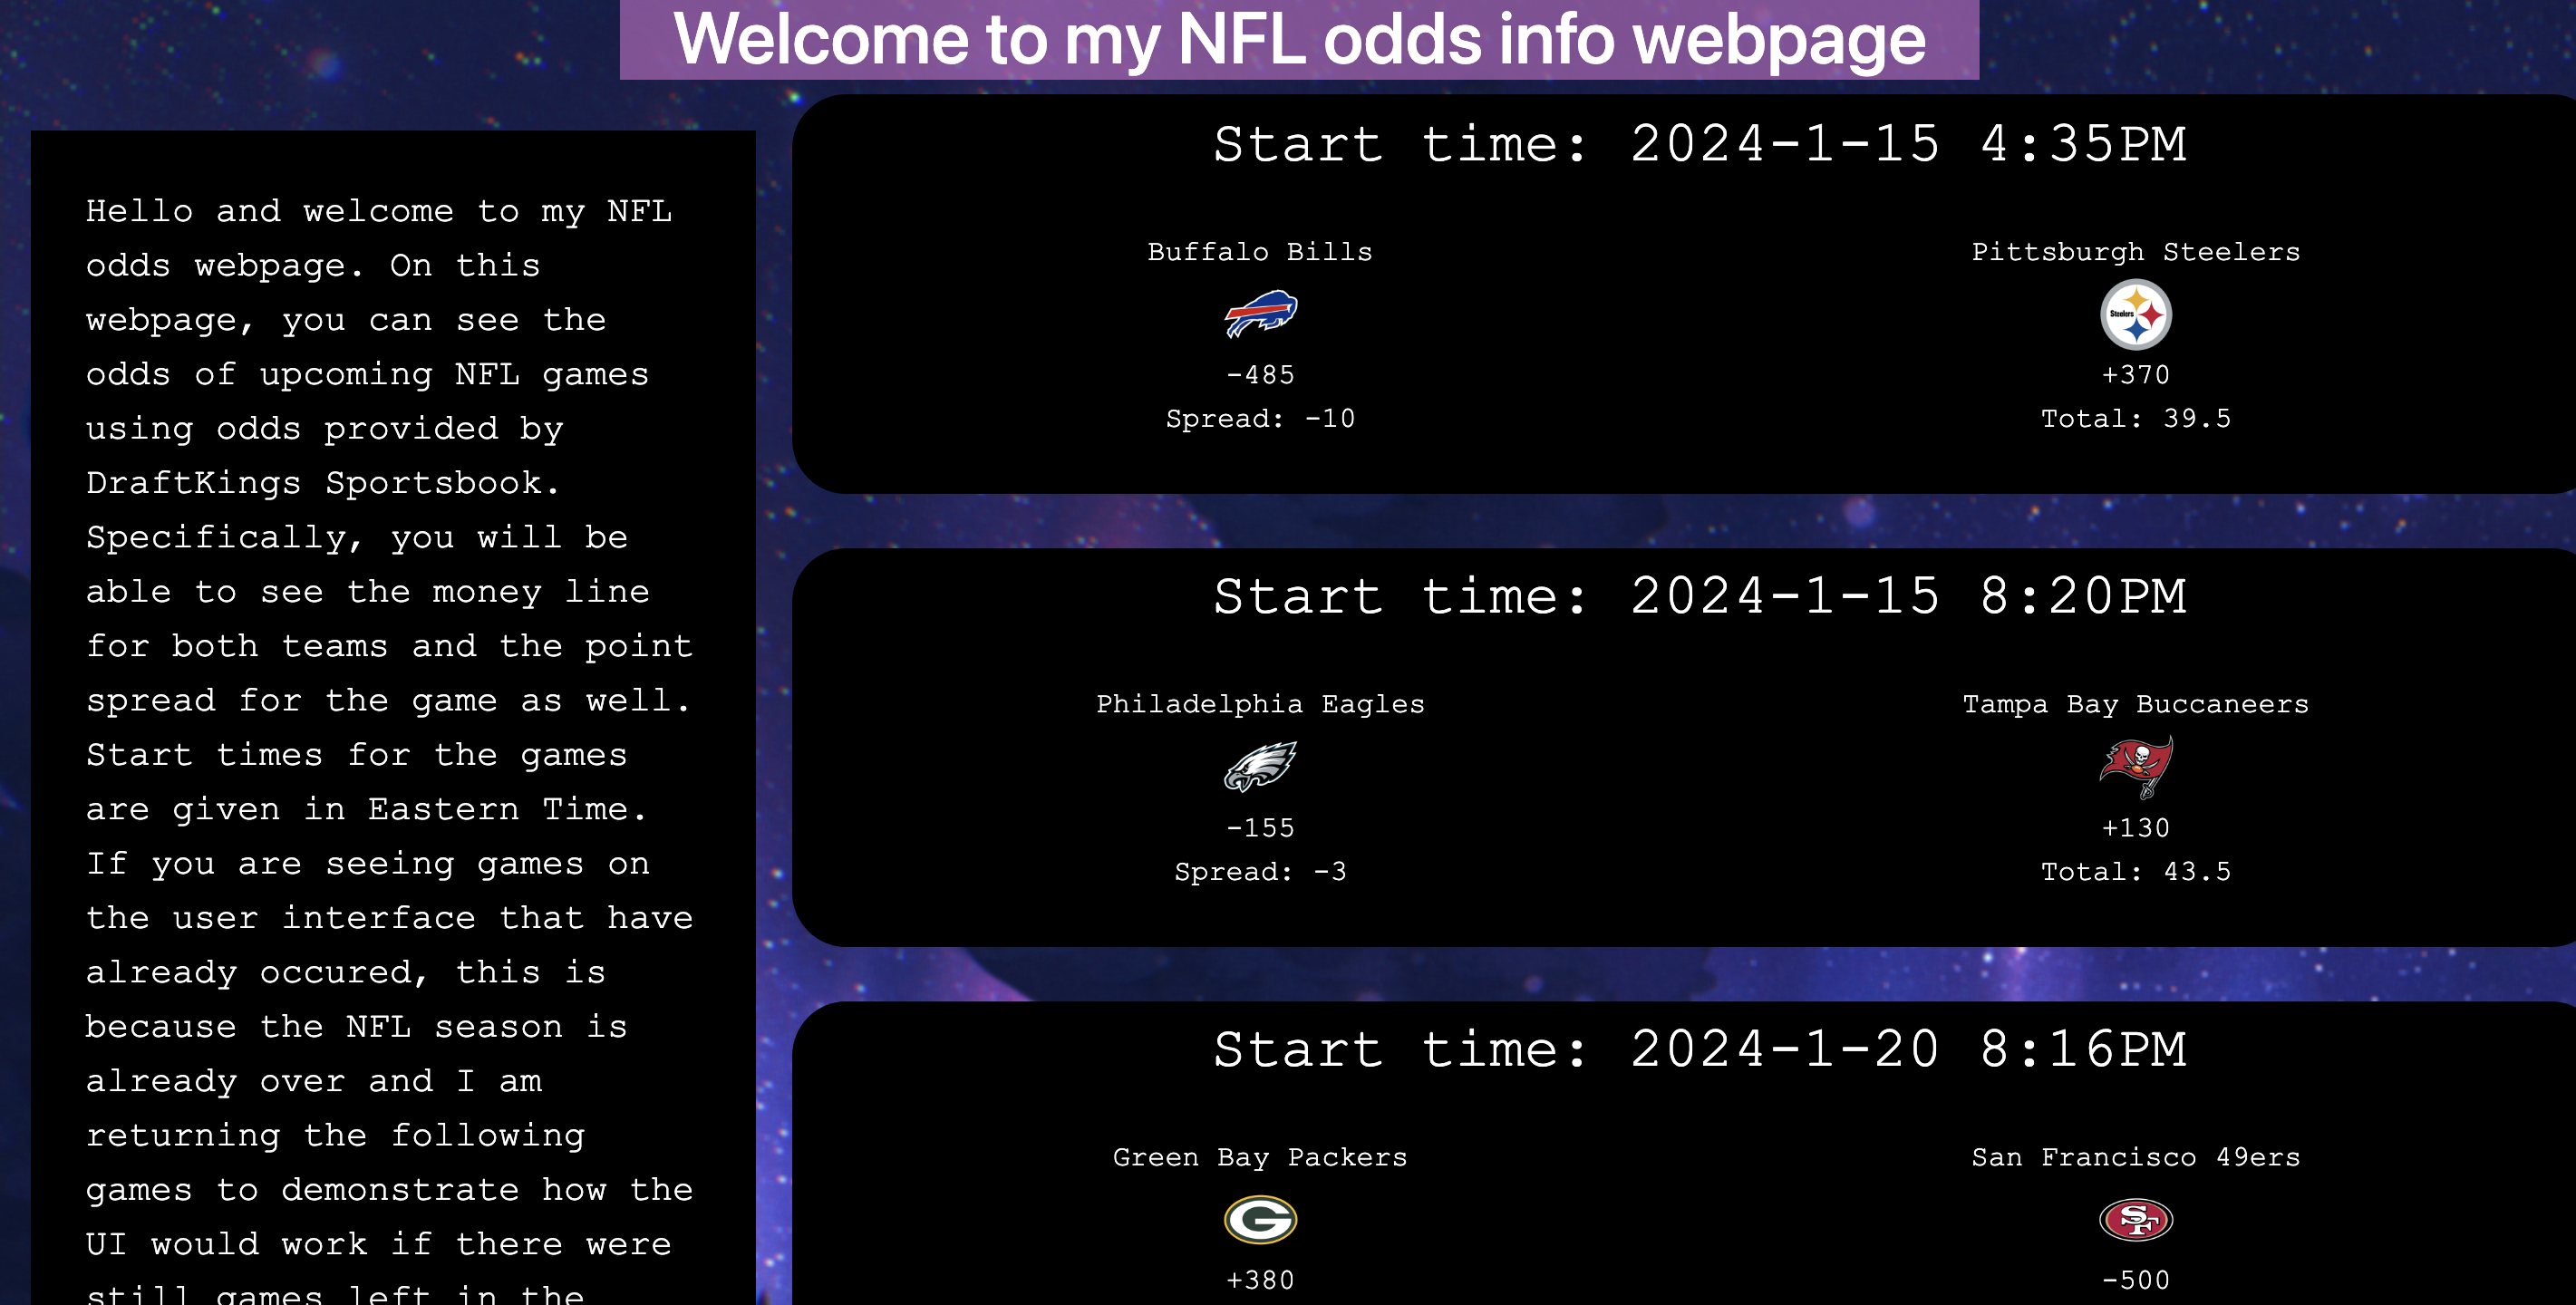 Welcome to my NFL odds info webpage
Hello and welcome to my NFL
odds webpage. On this
webpage, you can see the
odds of upcoming NFL games
using odds provided by
DraftKings Sportsbook.
Specifically, you will be
able to see the money line
for both teams and the point
spread for the game as well.
Start times for the games
are given in Eastern Time.
If you are seeing games on
the user interface that have
already occured, this is
because the NFL season is
already over and I am
returning the following
games to demonstrate how the
UI would work if there were
still games left in the
Start time: 2024-1-15 4:35PM
Buffalo Bills
-485
Spread: -10
Pittsburgh Steelers
Steelers
+370
Total: 39.5
Start time: 2024-1-15 8:20PM
Philadelphia Eagles
-155
Spread: -3
Tampa Bay Buccaneers
+130
Total: 43.5
Start time: 2024-1-20 8:16PM
Green Bay Packers
G
+380
San Francisco 49ers
SF
-500